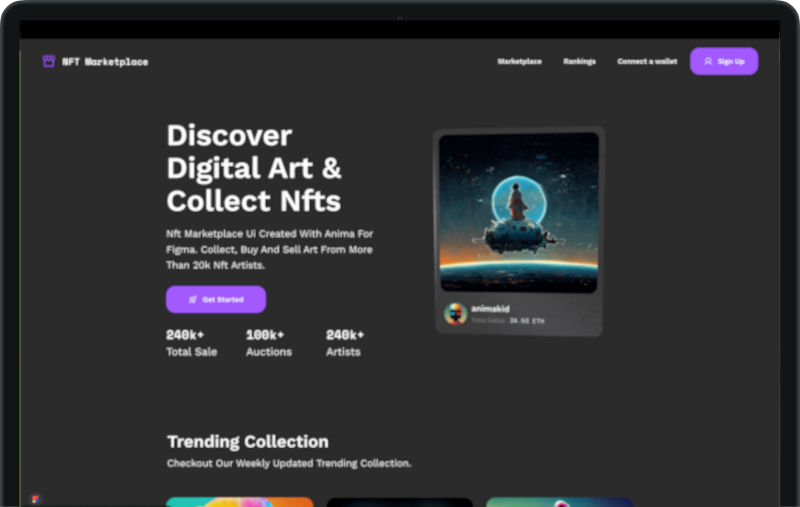 NFT Marketplace
Marketplace
Rankings
Connect a wallet
Sign Up
Discover
Digital Art &
Collect Nfts
Nft Marketplace Ui Created With Anima For
Figma. Collect, Buy And Sell Art From More
Than 20k Nft Artists.
Get Started
240k+
Total Sale
100k+
Auctions
240k+
Artists
animakid
Total Sales: 34.53 ETH
Trending Collection
Checkout Our Weekly Updated Trending Collection.